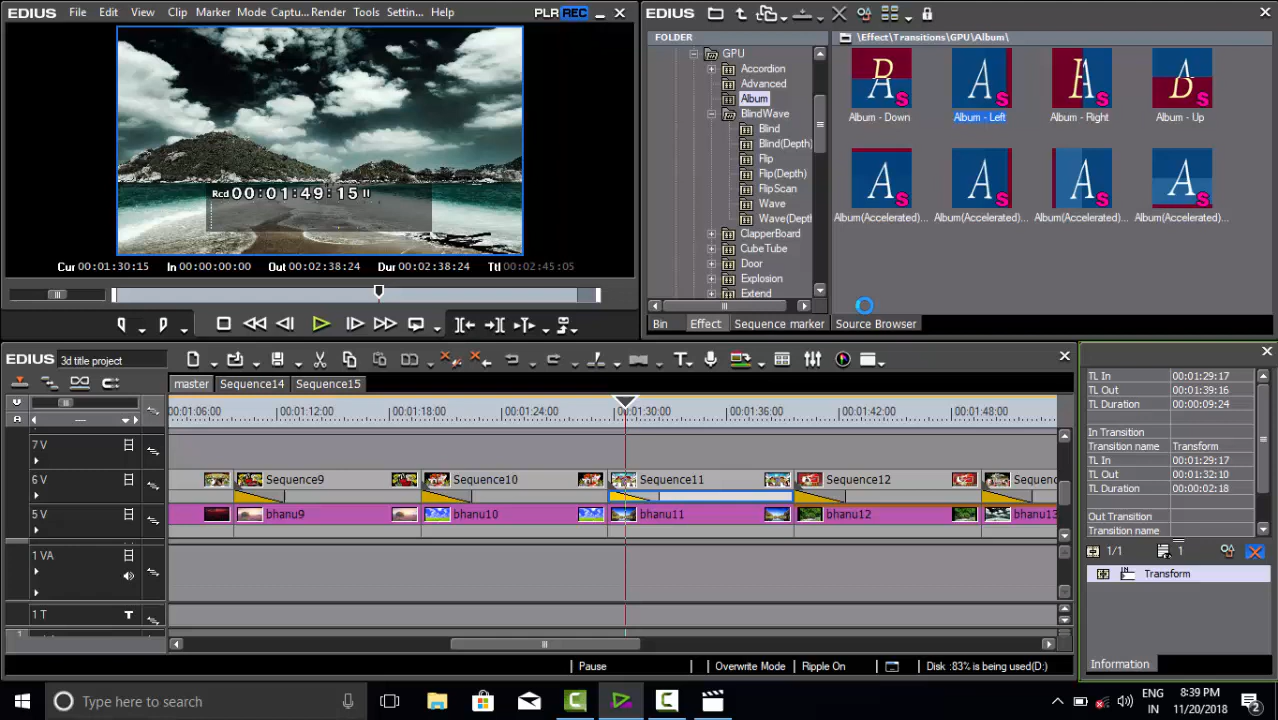 EDIUS File Edit View Clip Marker Mode Captu... Render Tools Settin... Help PLR REC
Rcd 00:01:49:15
Cur 00:01:30:15 In 00:00:00:00 Out 00:02:38:24 Dur 00:02:38:24 Ttl 00:02:45:05
EDIUS
FOLDER
\Effect\Transitions\GPU\Album\
GPU
Accordion
Advanced
Album
BlindWave
Blind
Blind(Depth)
Flip
Flip(Depth)
FlipScan
Wave
Wave(Depth
ClapperBoard
CubeTube
Door
Explosion
Extend
Album - Down Album - Left Album - Right Album - Up
Album(Accelerated)... Album(Accelerated)... Album(Accelerated)... Album(Accelerated)...
Bin Effect Sequence marker Source Browser
EDIUS 3d title project
master Sequence14 Sequence15
00:01:06:00 00:01:12:00 00:01:18:00 00:01:24:00 00:01:30:00 00:01:36:00 00:01:42:00 00:01:48:00
7 V
6 V Sequence9 Sequence10 Sequence11 Sequence12 Sequenc
5 V bhanu9 bhanu10 bhanu11 bhanu12 bhanu13
1 VA
1 T
1
TL In 00:01:29:17
TL Out 00:01:39:16
TL Duration 00:00:09:24
In Transition
Transition name Transform
TL In 00:01:29:17
TL Out 00:01:32:10
TL Duration 00:00:02:18
Out Transition
Transition name
1/1 1
IN Transform
Information
Pause Overwrite Mode Ripple On Disk :83% is being used(D:)
Type here to search
ENG
IN
8:39 PM
11/20/2018
2